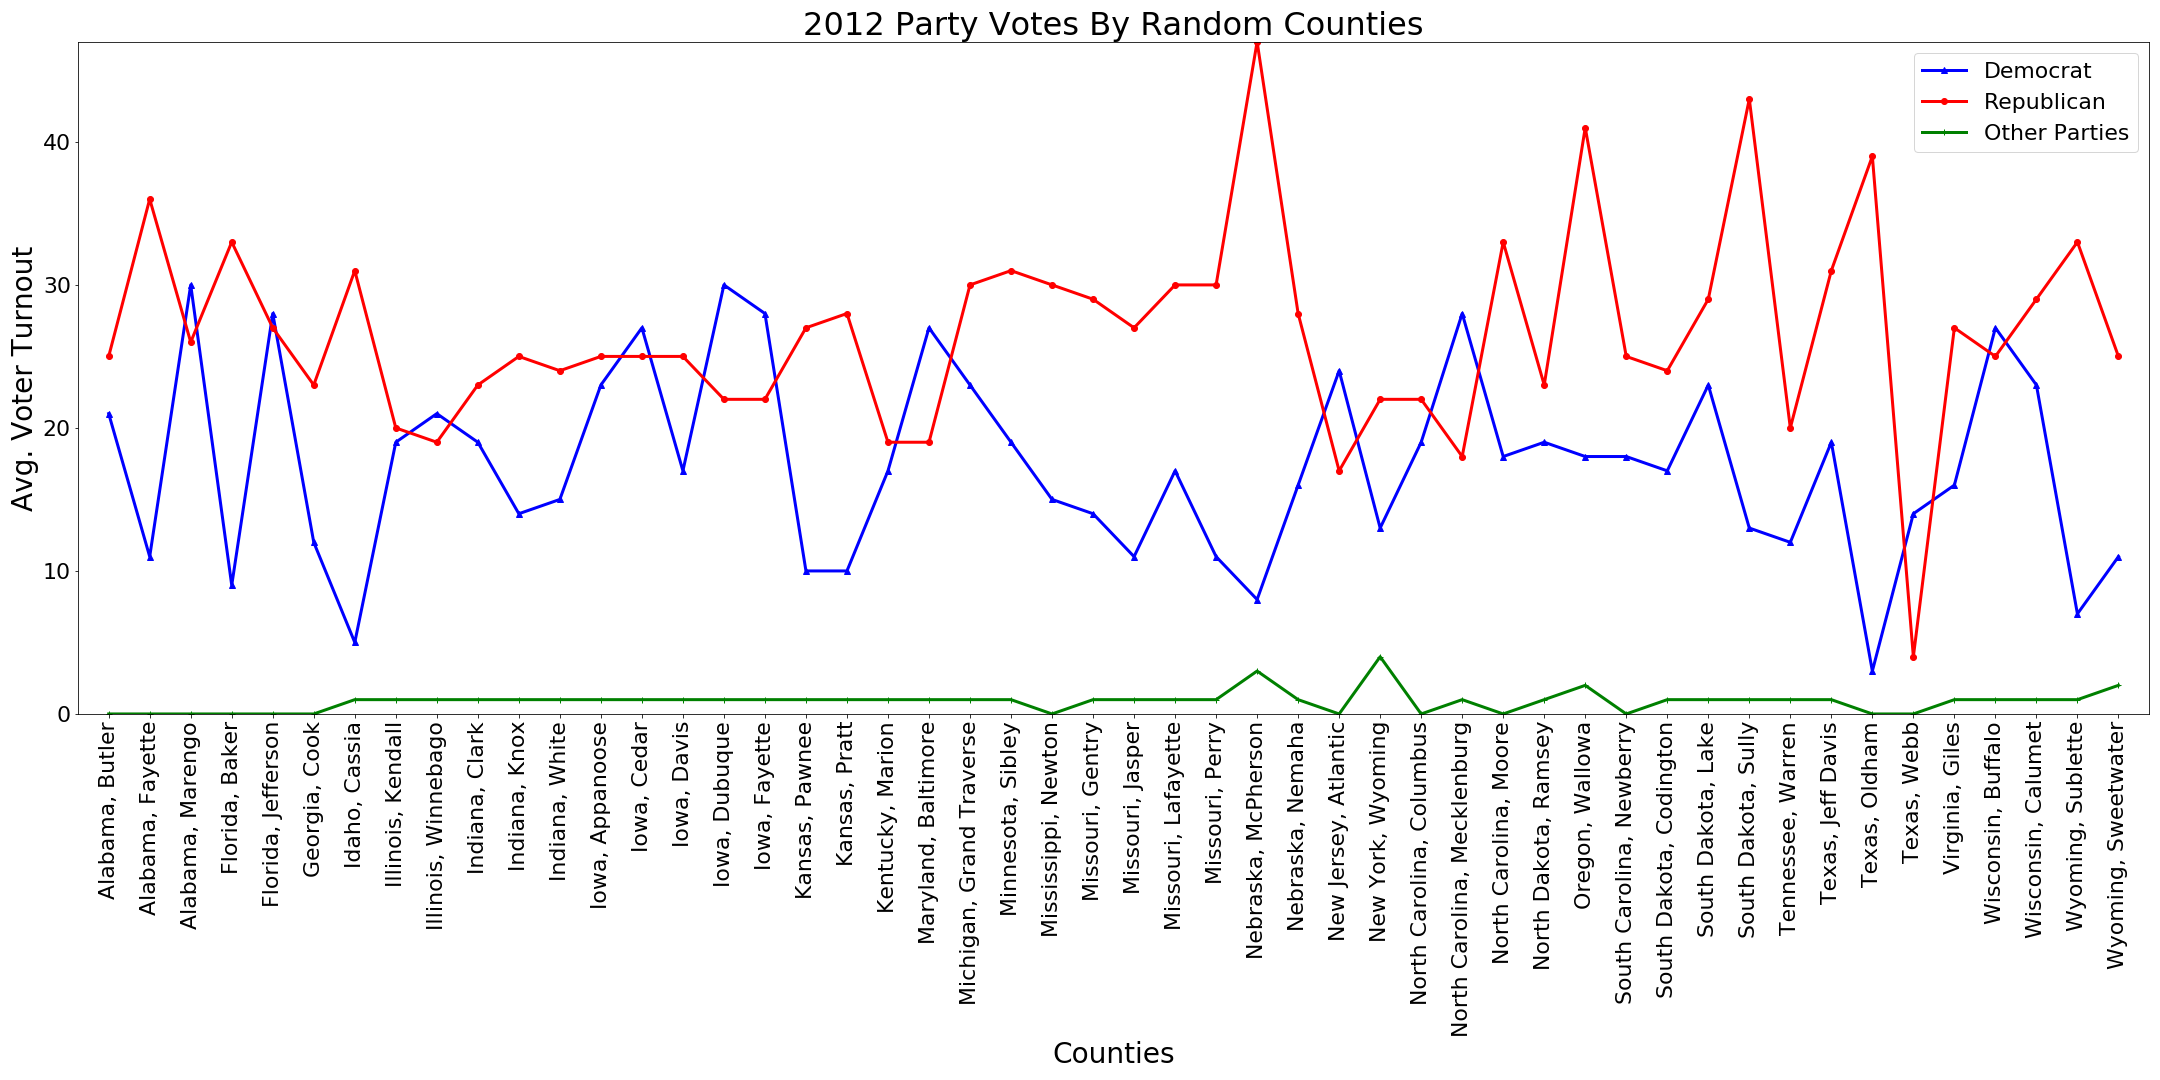 2012 Party Votes By Random Counties
Democrat
Republican
Other Parties
Avg. Voter Turnout
40
30
20
10
0
Alabama, Butler
Alabama, Fayette
Alabama, Marengo
Florida, Baker
Florida, Jefferson
Georgia, Cook
Idaho, Cassia
Illinois, Kendall
Illinois, Winnebago
Indiana, Clark
Indiana, Knox
Indiana, White
Iowa, Appanoose
Iowa, Cedar
Iowa, Davis
Iowa, Dubuque
Iowa, Fayette
Kansas, Pawnee
Kansas, Pratt
Kentucky, Marion
Maryland, Baltimore
Michigan, Grand Traverse
Minnesota, Sibley
Mississippi, Newton
Missouri, Gentry
Missouri, Jasper
Missouri, Lafayette
Missouri, Perry
Nebraska, McPherson
Nebraska, Nemaha
New Jersey, Atlantic
New York, Wyoming
North Carolina, Columbus
North Carolina, Mecklenburg
North Carolina, Moore
North Dakota, Ramsey
Oregon, Wallowa
South Carolina, Newberry
South Dakota, Codington
South Dakota, Lake
South Dakota, Sully
Tennessee, Warren
Texas, Jeff Davis
Texas, Oldham
Texas, Webb
Virginia, Giles
Wisconsin, Buffalo
Wisconsin, Calumet
Wyoming, Sublette
Wyoming, Sweetwater
Counties